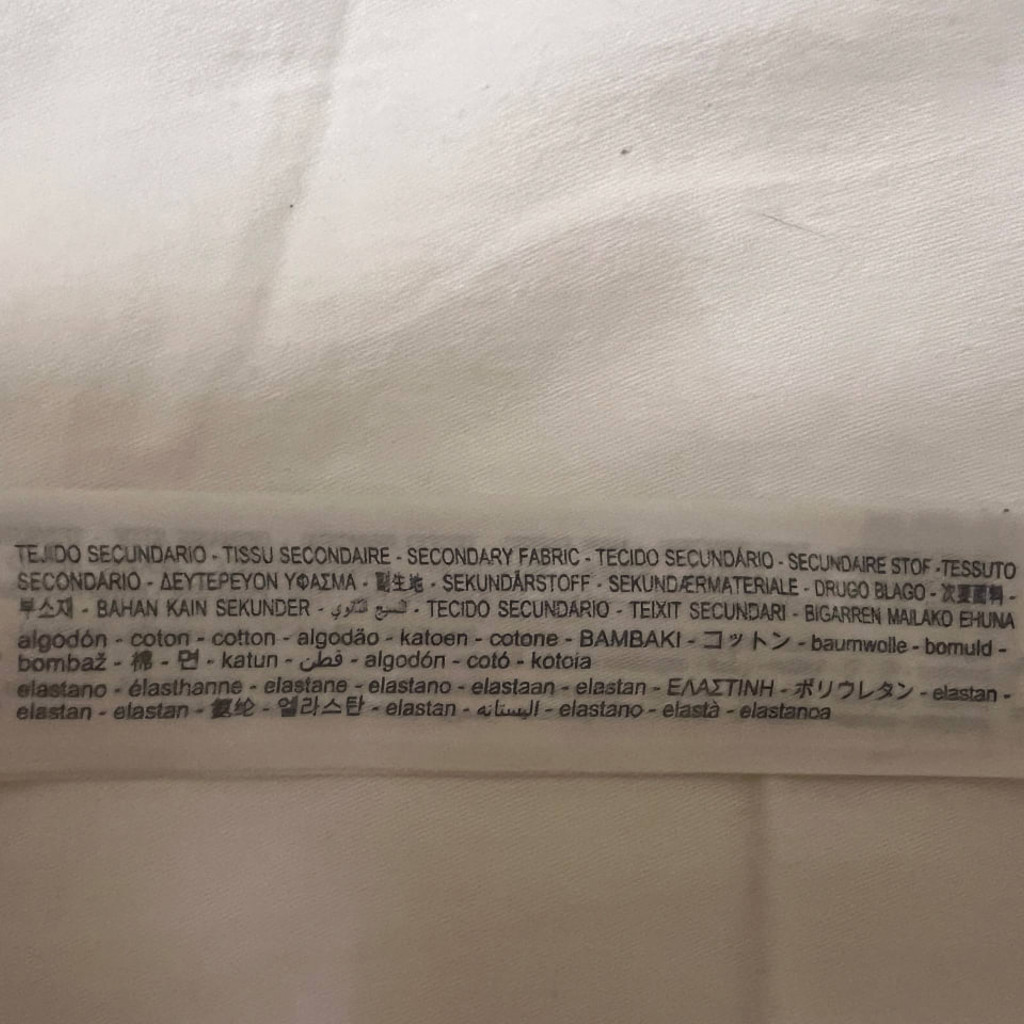 TEJIDO SECUNDARIO - TISSU SECONDAIRE - SECONDARY FABRIC - TECIDO SECUNDÁRIO - SECUNDAIRE STOF -TESSUTO
SECONDARIO - ΔΕΥΤΕΡΕΥΟΝ ΥΦΑΣΜΑ - 副生地 - SEKUNDÄRSTOFF - SEKUNDÆRMATERIALE - DRUGO BLAGO - 次要面料 -
부소재 - BAHAN KAIN SEKUNDER - النسيج الثانوي - TECIDO SECUNDÁRIO - TEIXIT SECUNDARI - BIGARREN MAILAKO EHUNA
algodón - coton - cotton - algodão - katoen - cotone - BAMBAKI - コットン - baumwolle - bomuld -
bombaž - 棉 - 면 - katun - قطن - algodón - cotó - kotoia
elastano - élasthanne - elastane - elastano - elastaan - elastan - ΕΛΑΣΤΙΝΗ - ポリウレタン - elastan -
elastan - elastan - 氨纶 - 엘라스탄 - elastan - اليستانه - elastano - elastà - elastanoa